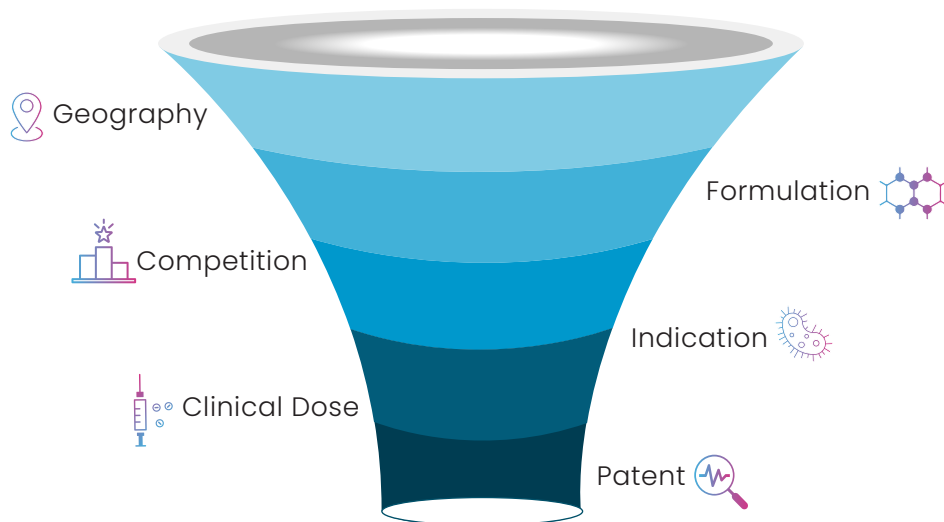 Geography
Formulation
Competition
Indication
Clinical Dose
Patent